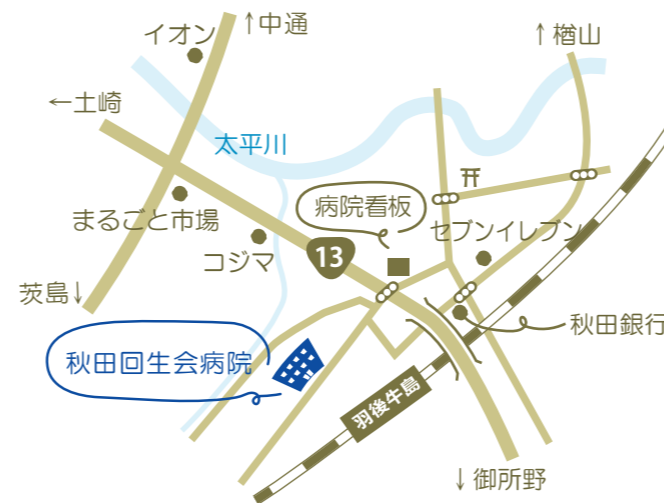 イオン
↑中通
↑楢山
←土崎
太平川
病院看板
まるごと市場
コジマ
13
セブンイレブン
茨島↓
秋田銀行
秋田回生会病院
羽後牛島
↓御所野